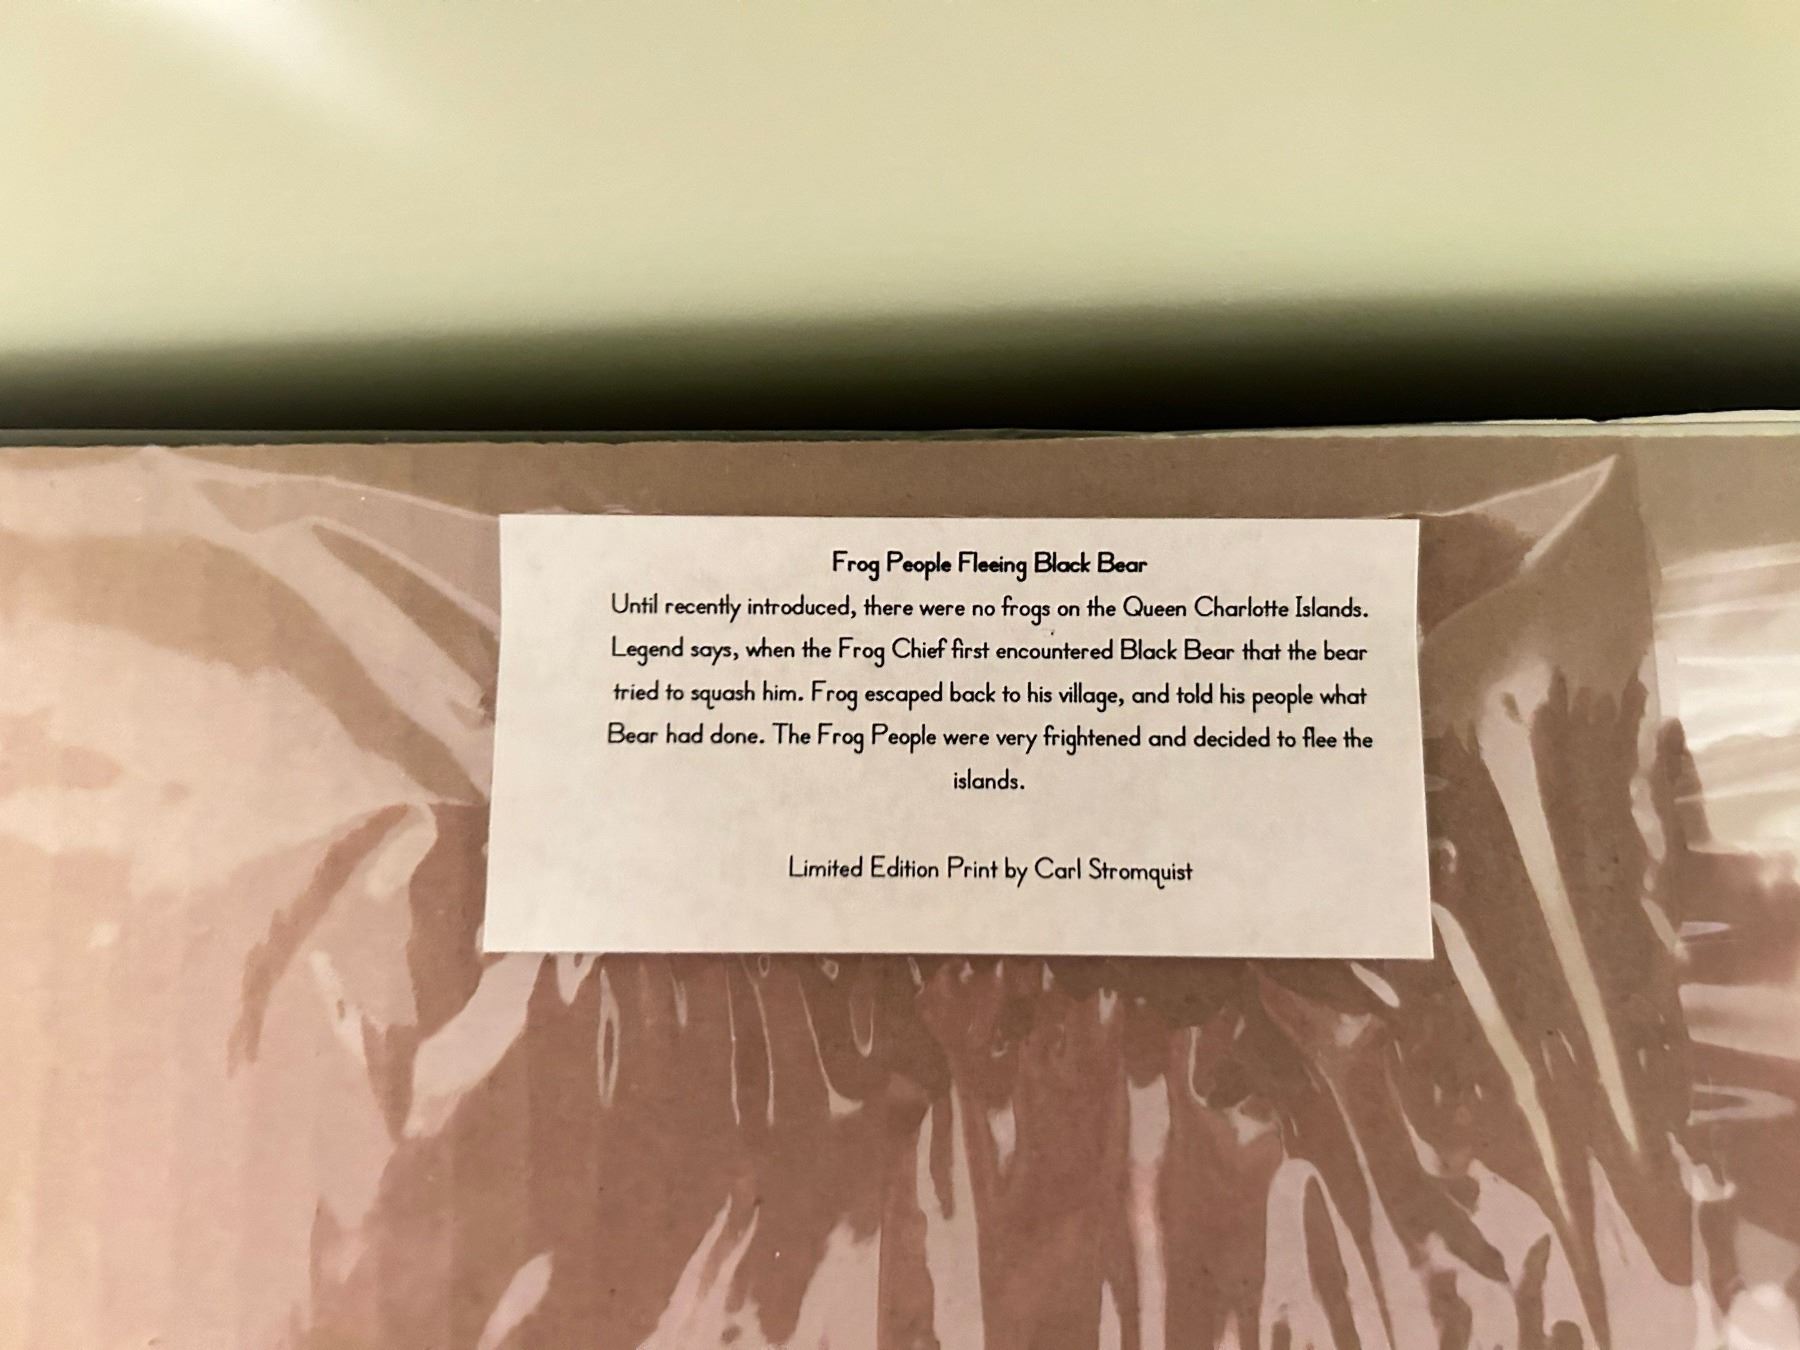 Frog People Fleeing Black Bear
Until recently introduced, there were no frogs on the Queen Charlotte Islands.
Legend says, when the Frog Chief first encountered Black Bear that the bear
tried to squash him. Frog escaped back to his village, and told his people what
Bear had done. The Frog People were very frightened and decided to flee the
islands.
Limited Edition Print by Carl Stromquist